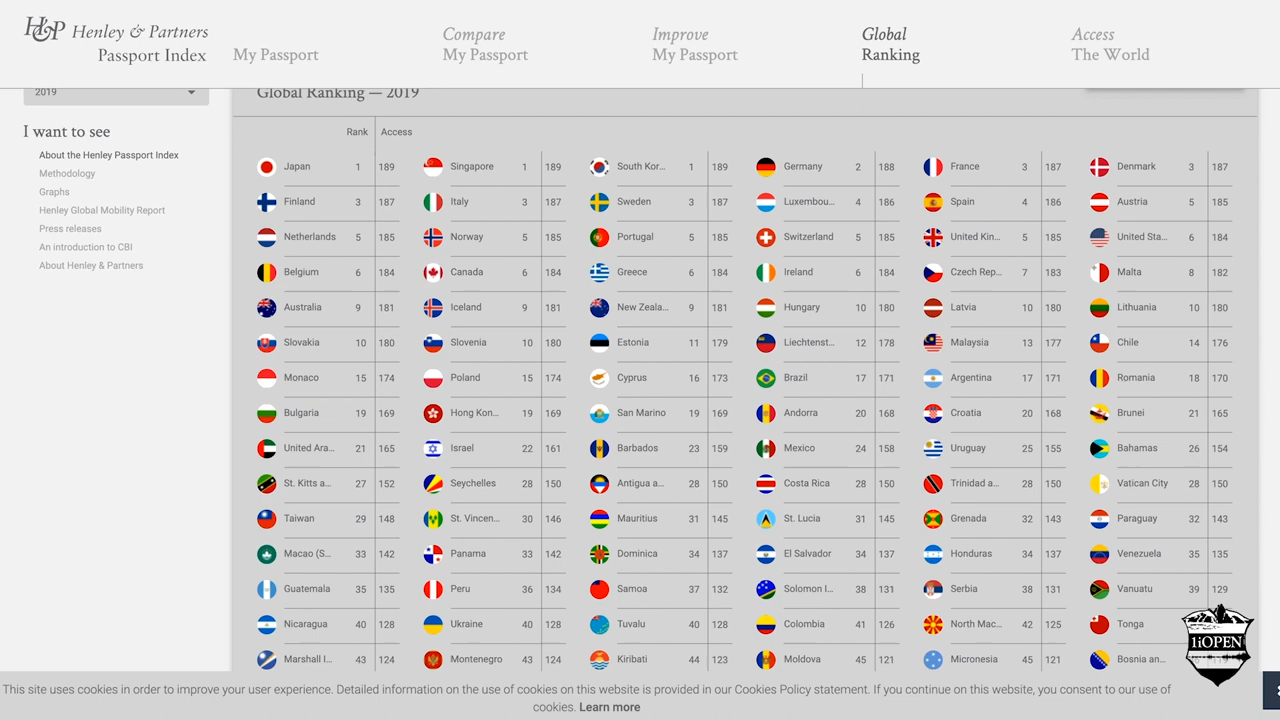 H&P Henley & Partners
Passport Index
My Passport
Compare
My Passport
Improve
My Passport
Global
Ranking
Access
The World
2019
Global Ranking — 2019
I want to see
About the Henley Passport Index
Methodology
Graphs
Henley Global Mobility Report
Press releases
An introduction to CBI
About Henley & Partners
Rank Access
Japan 1 189 Singapore 1 189 South Kor... 1 189 Germany 2 188 France 3 187 Denmark 3 187
Finland 3 187 Italy 3 187 Sweden 3 187 Luxembou... 4 186 Spain 4 186 Austria 5 185
Netherlands 5 185 Norway 5 185 Portugal 5 185 Switzerland 5 185 United Kin... 5 185 United Sta... 6 184
Belgium 6 184 Canada 6 184 Greece 6 184 Ireland 6 184 Czech Rep... 7 183 Malta 8 182
Australia 9 181 Iceland 9 181 New Zeala... 9 181 Hungary 10 180 Latvia 10 180 Lithuania 10 180
Slovakia 10 180 Slovenia 10 180 Estonia 11 179 Liechtenst... 12 178 Malaysia 13 177 Chile 14 176
Monaco 15 174 Poland 15 174 Cyprus 16 173 Brazil 17 171 Argentina 17 171 Romania 18 170
Bulgaria 19 169 Hong Kon... 19 169 San Marino 19 169 Andorra 20 168 Croatia 20 168 Brunei 21 165
United Ara... 21 165 Israel 22 161 Barbados 23 159 Mexico 24 158 Uruguay 25 155 Bahamas 26 154
St. Kitts a... 27 152 Seychelles 28 150 Antigua a... 28 150 Costa Rica 28 150 Trinidad a... 28 150 Vatican City 28 150
Taiwan 29 148 St. Vincen... 30 146 Mauritius 31 145 St. Lucia 31 145 Grenada 32 143 Paraguay 32 143
Macao (S... 33 142 Panama 33 142 Dominica 34 137 El Salvador 34 137 Honduras 34 137 Venezuela 35 135
Guatemala 35 135 Peru 36 134 Samoa 37 132 Solomon I... 38 131 Serbia 38 131 Vanuatu 39 129
Nicaragua 40 128 Ukraine 40 128 Tuvalu 40 128 Colombia 41 126 North Mac... 42 125 Tonga
Marshall I... 43 124 Montenegro 43 124 Kiribati 44 123 Moldova 45 121 Micronesia 45 121 Bosnia an...
1iOPEN
This site uses cookies in order to improve your user experience. Detailed information on the use of cookies on this website is provided in our Cookies Policy statement. If you continue on this website, you consent to our use of
cookies. Learn more